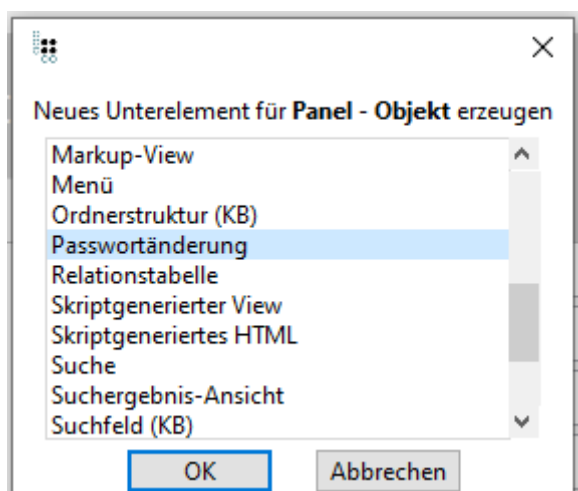 Neues Unterelement für Panel - Objekt erzeugen
Markup-View
Menü
Ordnerstruktur (KB)
Passwortänderung
Relationstabelle
Skriptgenerierter View
Skriptgeneriertes HTML
Suche
Suchergebnis-Ansicht
Suchfeld (KB)
OK Abbrechen